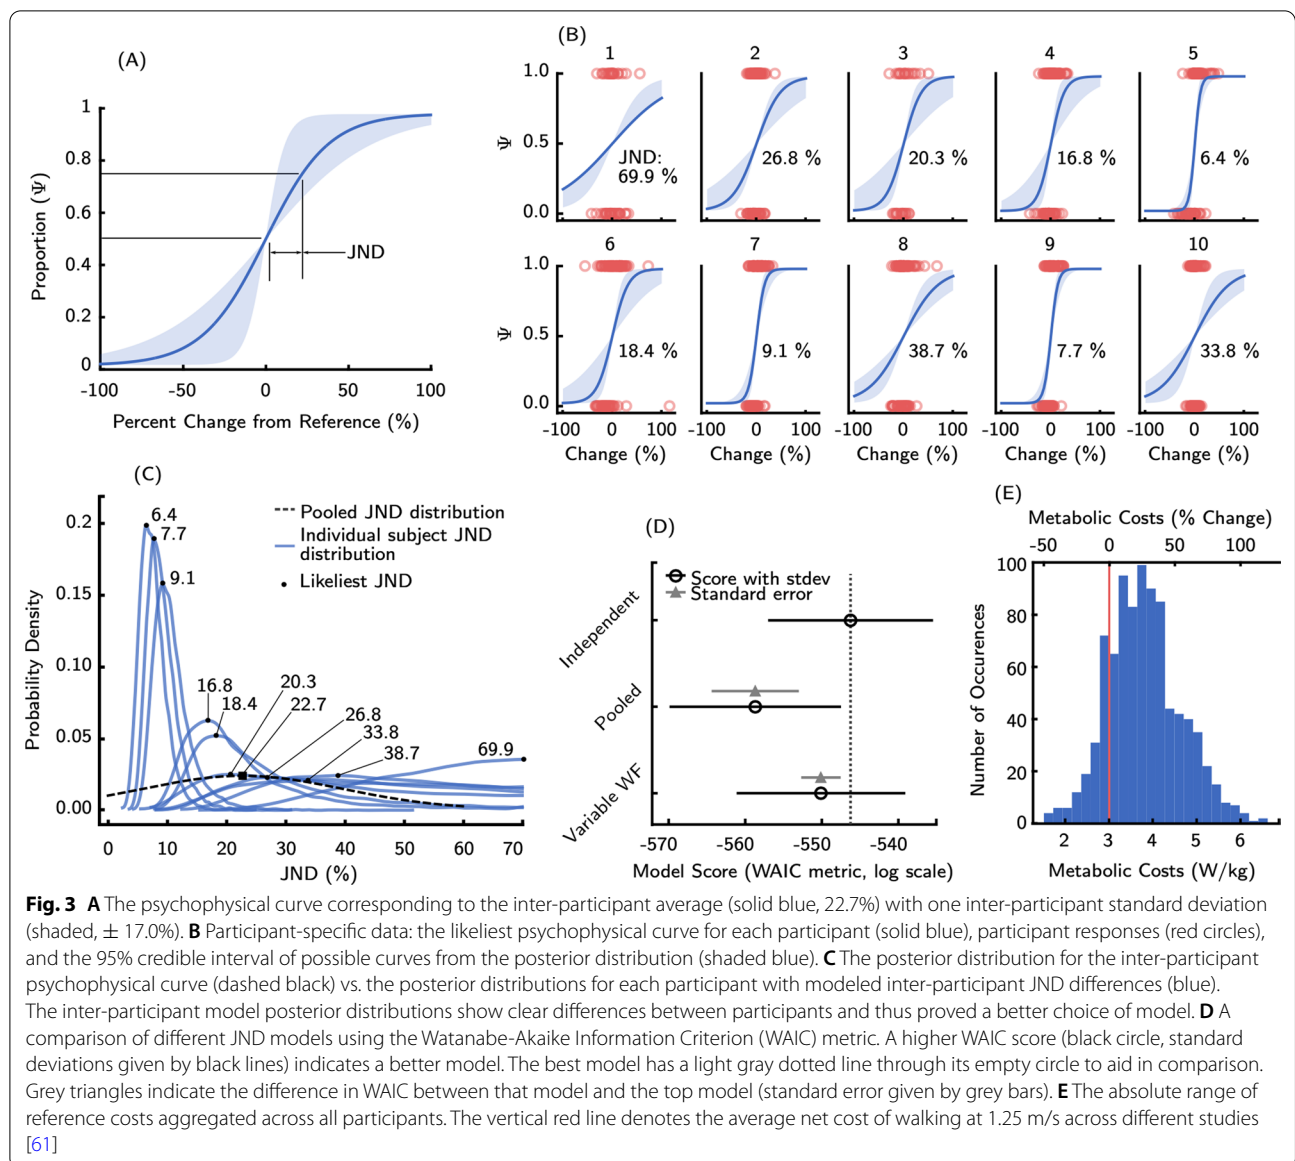 (A)
1
0.8
0.6
0.4
0.2
0
Proportion (Ψ)
JND
-100 -50 0 50 100
Percent Change from Reference (%)
(B)
1 2 3 4 5
1.0
0.5
0.0
Ψ
JND:
69.9 %
26.8 %
20.3 %
16.8 %
6.4 %
6 7 8 9 10
1.0
0.5
0.0
Ψ
18.4 %
9.1 %
38.7 %
7.7 %
33.8 %
-100 0 100 -100 0 100 -100 0 100 -100 0 100 -100 0 100
Change (%) Change (%) Change (%) Change (%) Change (%)
(C)
0.2
0.15
0.10
0.05
0.00
Probability Density
6.4
7.7
9.1
16.8
18.4
20.3
22.7
26.8
33.8
38.7
69.9
Pooled JND distribution
Individual subject JND
distribution
Likeliest JND
0 10 20 30 40 50 60 70
JND (%)
(D)
Score with stdev
Standard error
Independent
Pooled
Variable WF
-570 -560 -550 -540
Model Score (WAIC metric, log scale)
(E)
Metabolic Costs (% Change)
-50 0 50 100
100
80
60
40
20
0
Number of Occurences
2 3 4 5 6
Metabolic Costs (W/kg)
Fig. 3 A The psychophysical curve corresponding to the inter-participant average (solid blue, 22.7%) with one inter-participant standard deviation
(shaded, ± 17.0%). B Participant-specific data: the likeliest psychophysical curve for each participant (solid blue), participant responses (red circles),
and the 95% credible interval of possible curves from the posterior distribution (shaded blue). C The posterior distribution for the inter-participant
psychophysical curve (dashed black) vs. the posterior distributions for each participant with modeled inter-participant JND differences (blue).
The inter-participant model posterior distributions show clear differences between participants and thus proved a better choice of model. D A
comparison of different JND models using the Watanabe-Akaike Information Criterion (WAIC) metric. A higher WAIC score (black circle, standard
deviations given by black lines) indicates a better model. The best model has a light gray dotted line through its empty circle to aid in comparison.
Grey triangles indicate the difference in WAIC between that model and the top model (standard error given by grey bars). E The absolute range of
reference costs aggregated across all participants. The vertical red line denotes the average net cost of walking at 1.25 m/s across different studies
[61]